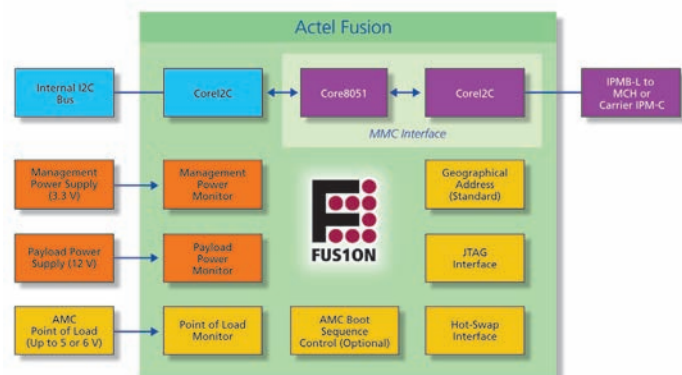 Actel Fusion
Internal I2C
Bus
CoreI2C
Core8051
CoreI2C
IPMB-L to
MCH or
Carrier IPM-C
MMC Interface
Management
Power Supply
(3.3 V)
Management
Power
Monitor
Geographical
Address
(Standard)
Payload Power
Supply (12 V)
Payload
Power
Monitor
FUS1ON
JTAG
Interface
AMC
Point of Load
(Up to 5 or 6 V)
Point of Load
Monitor
AMC Boot
Sequence
Control (Optional)
Hot-Swap
Interface